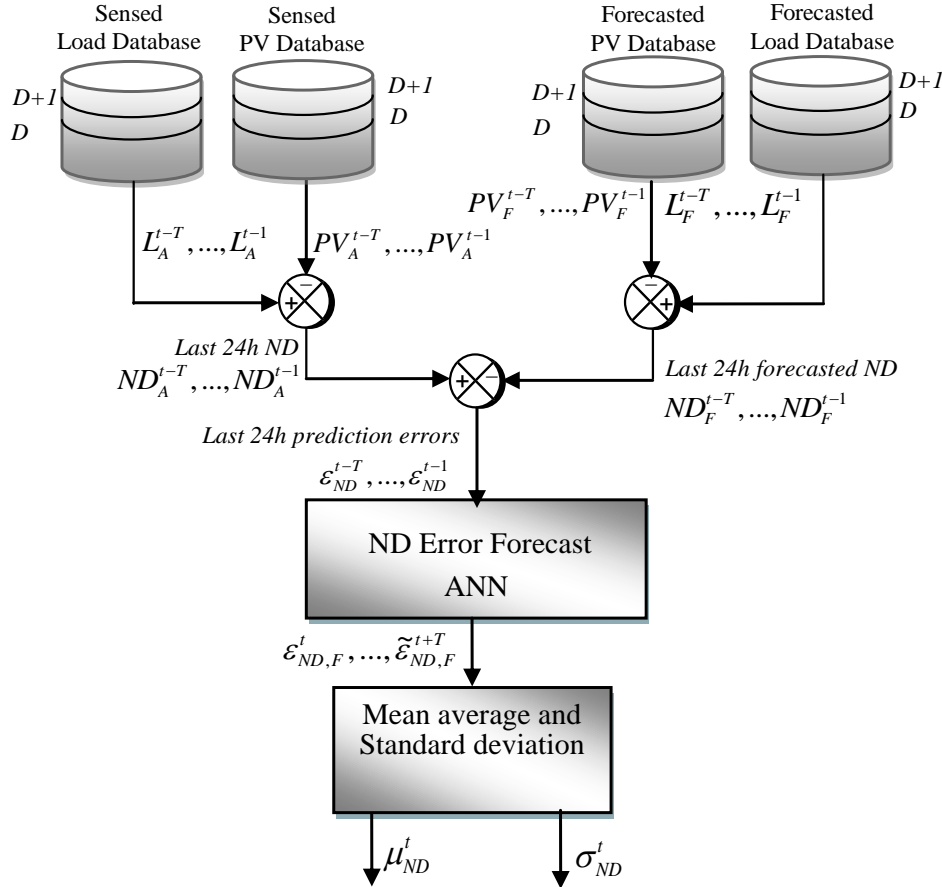 Sensed
Load Database
Sensed
PV Database
Forecasted
PV Database
Forecasted
Load Database
D+1
D
D+1
D
D+1
D
D+1
D
L_A^{t-T},...,L_A^{t-1}
PV_A^{t-T},...,PV_A^{t-1}
PV_F^{t-T},...,PV_F^{t-1}
L_F^{t-T},...,L_F^{t-1}
−
+
−
+
Last 24h ND
ND_A^{t-T},...,ND_A^{t-1}
+
−
Last 24h forecasted ND
ND_F^{t-T},...,ND_F^{t-1}
Last 24h prediction errors
ε_{ND}^{t-T},...,ε_{ND}^{t-1}
ND Error Forecast
ANN
ε_{ND,F}^{t},...,ε̃_{ND,F}^{t+T}
Mean average and
Standard deviation
μ_{ND}^{t}
σ_{ND}^{t}